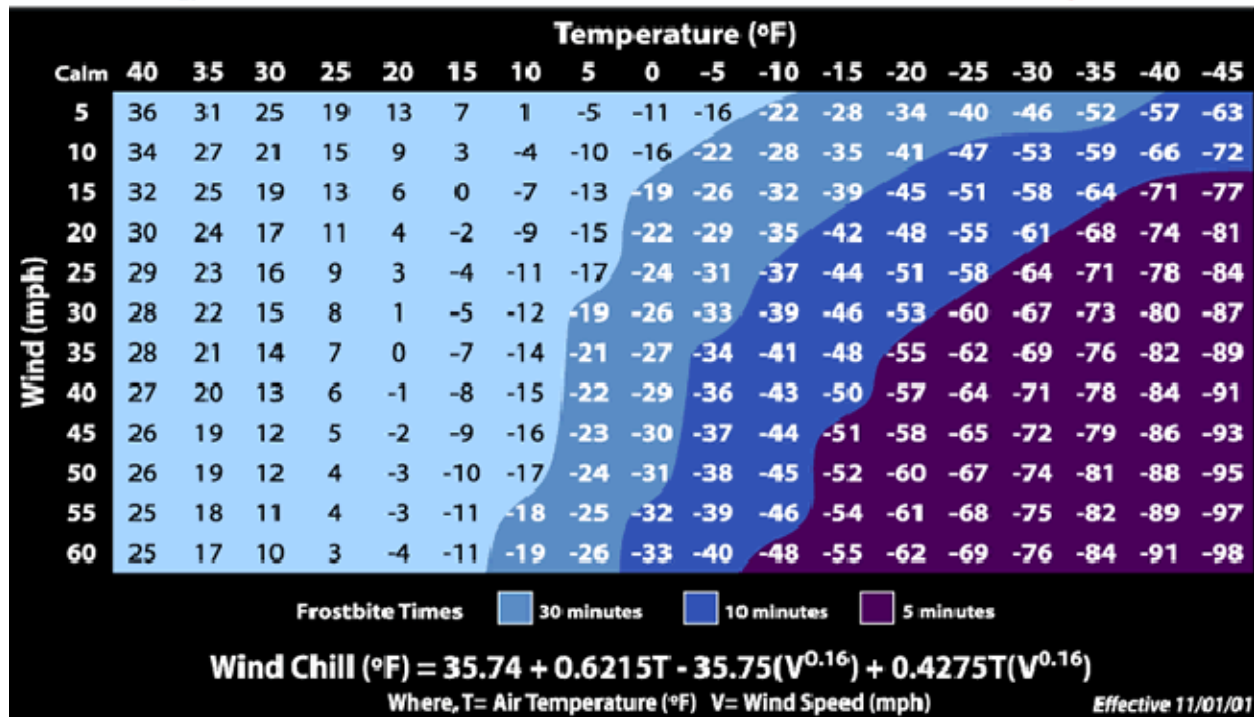 Temperature (ºF)
Calm 40 35 30 25 20 15 10 5 0 -5 -10 -15 -20 -25 -30 -35 -40 -45
Wind (mph)
5 36 31 25 19 13 7 1 -5 -11 -16 -22 -28 -34 -40 -46 -52 -57 -63
10 34 27 21 15 9 3 -4 -10 -16 -22 -28 -35 -41 -47 -53 -59 -66 -72
15 32 25 19 13 6 0 -7 -13 -19 -26 -32 -39 -45 -51 -58 -64 -71 -77
20 30 24 17 11 4 -2 -9 -15 -22 -29 -35 -42 -48 -55 -61 -68 -74 -81
25 29 23 16 9 3 -4 -11 -17 -24 -31 -37 -44 -51 -58 -64 -71 -78 -84
30 28 22 15 8 1 -5 -12 -19 -26 -33 -39 -46 -53 -60 -67 -73 -80 -87
35 28 21 14 7 0 -7 -14 -21 -27 -34 -41 -48 -55 -62 -69 -76 -82 -89
40 27 20 13 6 -1 -8 -15 -22 -29 -36 -43 -50 -57 -64 -71 -78 -84 -91
45 26 19 12 5 -2 -9 -16 -23 -30 -37 -44 -51 -58 -65 -72 -79 -86 -93
50 26 19 12 4 -3 -10 -17 -24 -31 -38 -45 -52 -60 -67 -74 -81 -88 -95
55 25 18 11 4 -3 -11 -18 -25 -32 -39 -46 -54 -61 -68 -75 -82 -89 -97
60 25 17 10 3 -4 -11 -19 -26 -33 -40 -48 -55 -62 -69 -76 -84 -91 -98
Frostbite Times 30 minutes 10 minutes 5 minutes
Wind Chill (ºF) = 35.74 + 0.6215T - 35.75(V^0.16) + 0.4275T(V^0.16)
Where, T= Air Temperature (ºF) V= Wind Speed (mph) Effective 11/01/01